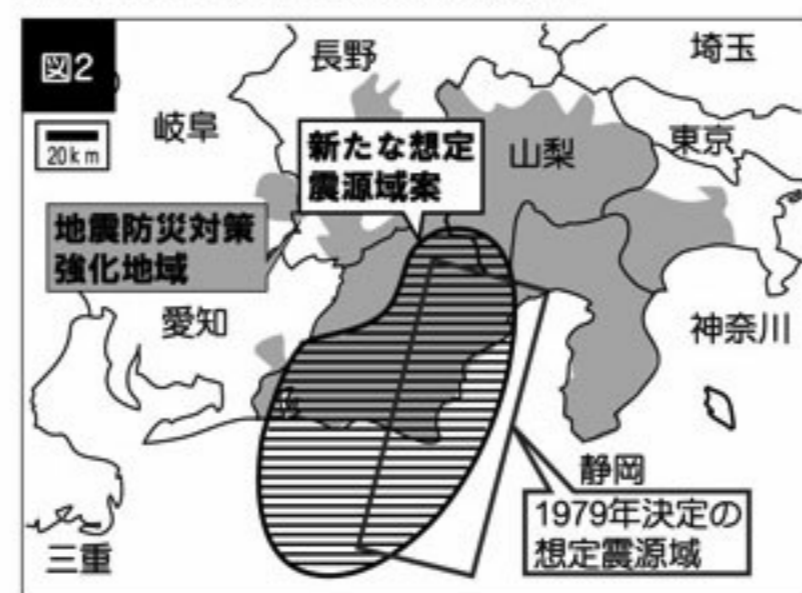 図2
20km
長野
埼玉
岐阜
新たな想定
震源域案
山梨
東京
地震防災対策
強化地域
愛知
神奈川
静岡
1979年決定の
想定震源域
三重